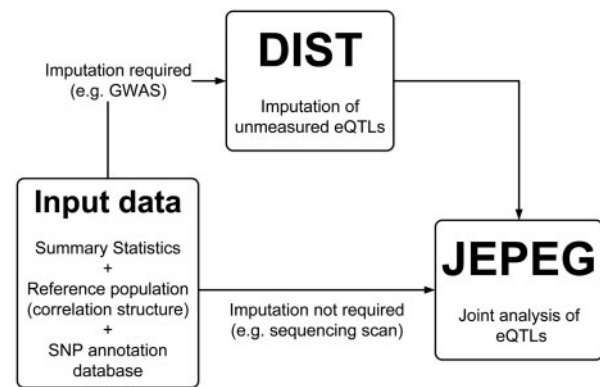 DIST
Imputation of
unmeasured eQTLs
Imputation required
(e.g. GWAS)
Input data
Summary Statistics
+
Reference population
(correlation structure)
+
SNP annotation
database
Imputation not required
(e.g. sequencing scan)
JEPEG
Joint analysis of
eQTLs